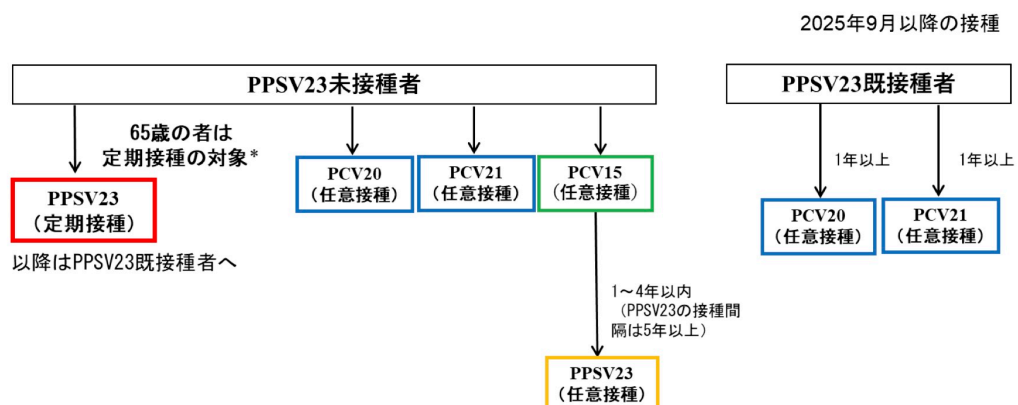 2025年9月以降の接種
PPSV23未接種者
PPSV23既接種者
65歳の者は
定期接種の対象*
PPSV23
（定期接種）
以降はPPSV23既接種者へ
PCV20
（任意接種）
PCV21
（任意接種）
PCV15
（任意接種）
1～4年以内
（PPSV23の接種間
隔は5年以上）
PPSV23
（任意接種）
1年以上
1年以上
PCV20
（任意接種）
PCV21
（任意接種）